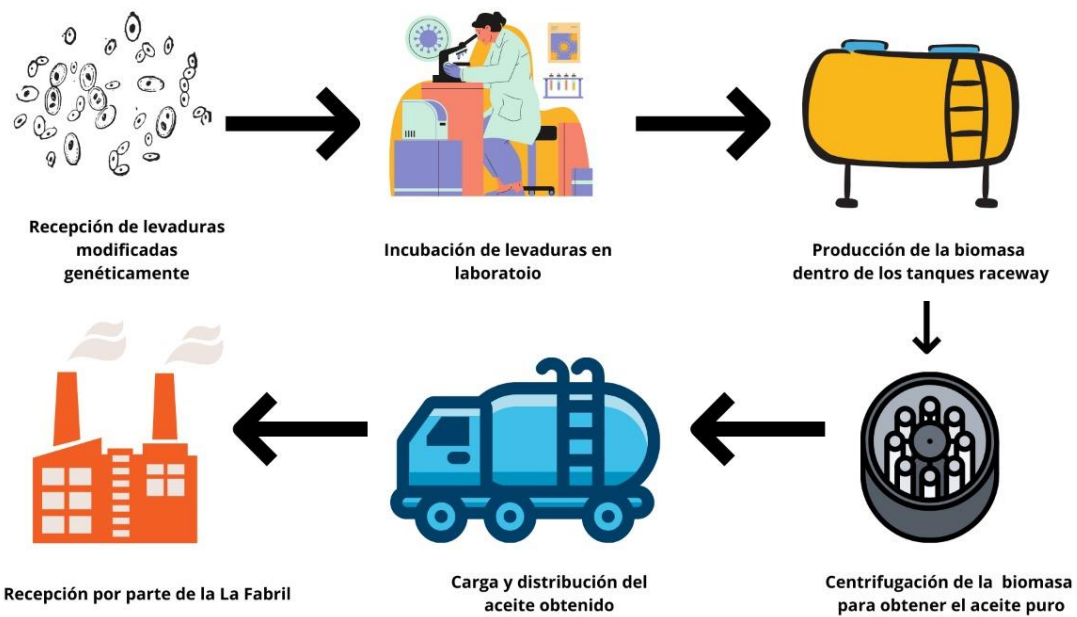 Recepción de levaduras
modificadas
genéticamente
Incubación de levaduras en
laboratoio
Producción de la biomasa
dentro de los tanques raceway
Centrifugación de la biomasa
para obtener el aceite puro
Carga y distribución del
aceite obtenido
Recepción por parte de la La Fabril